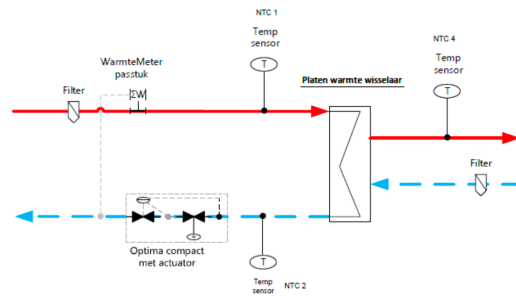 NTC 1
Temp
sensor
T
NTC 4
Temp
sensor
T
WarmteMeter
passtuk
Filter
ΣW
Platen warmte wisselaar
Filter
Optima compact
met actuator
T
Temp
sensor
NTC 2